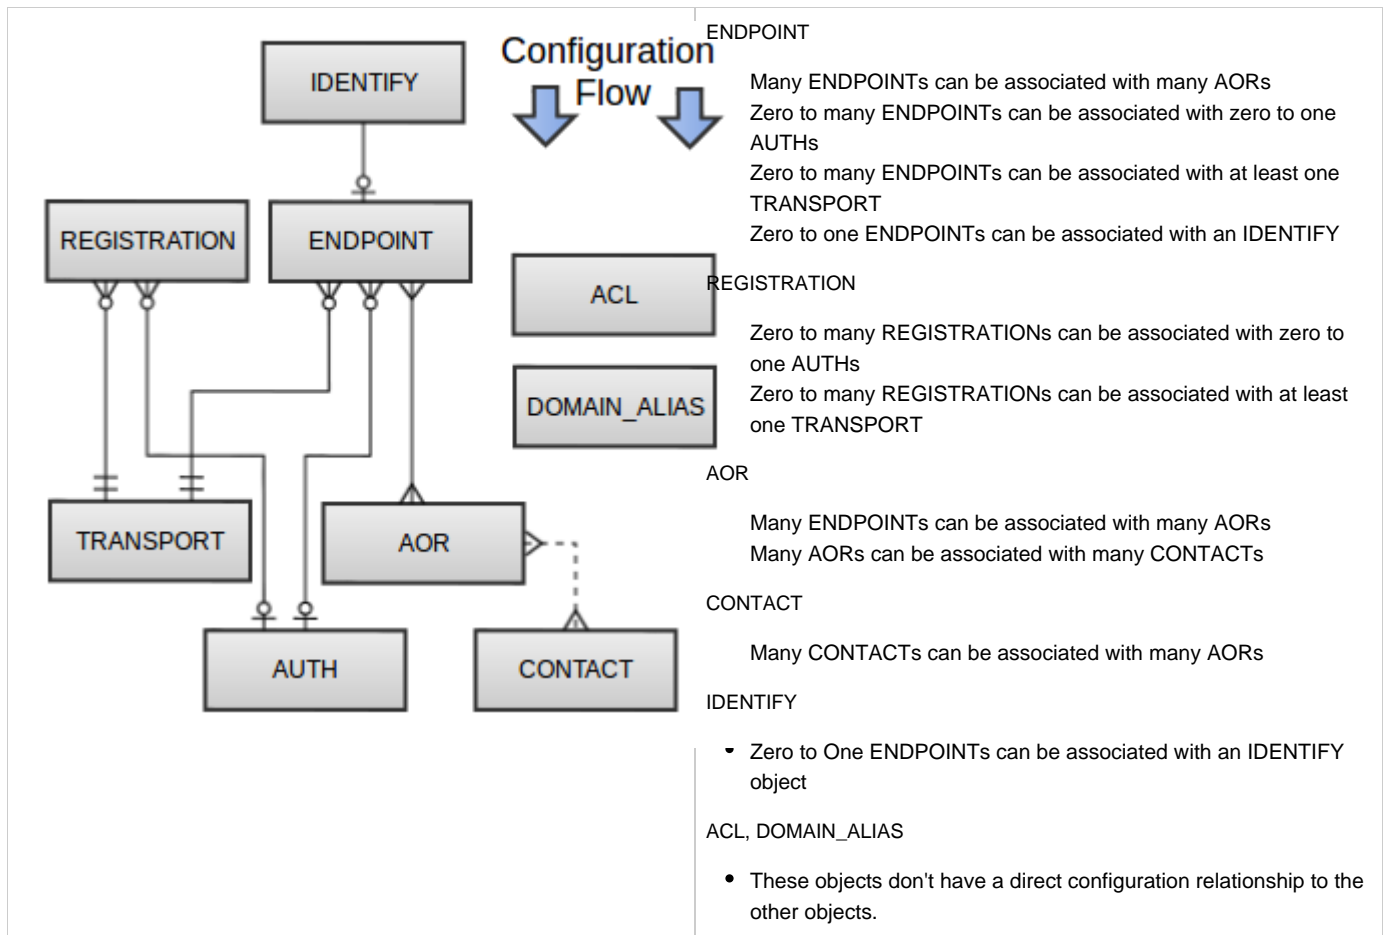 Configuration
Flow
IDENTIFY
REGISTRATION
ENDPOINT
ACL
DOMAIN_ALIAS
TRANSPORT
AOR
AUTH
CONTACT
ENDPOINT
Many ENDPOINTs can be associated with many AORs
Zero to many ENDPOINTs can be associated with zero to one
AUTHs
Zero to many ENDPOINTs can be associated with at least one
TRANSPORT
Zero to one ENDPOINTs can be associated with an IDENTIFY
REGISTRATION
Zero to many REGISTRATIONs can be associated with zero to
one AUTHs
Zero to many REGISTRATIONs can be associated with at least
one TRANSPORT
AOR
Many ENDPOINTs can be associated with many AORs
Many AORs can be associated with many CONTACTs
CONTACT
Many CONTACTs can be associated with many AORs
IDENTIFY
• Zero to One ENDPOINTs can be associated with an IDENTIFY
object
ACL, DOMAIN_ALIAS
• These objects don't have a direct configuration relationship to the
other objects.